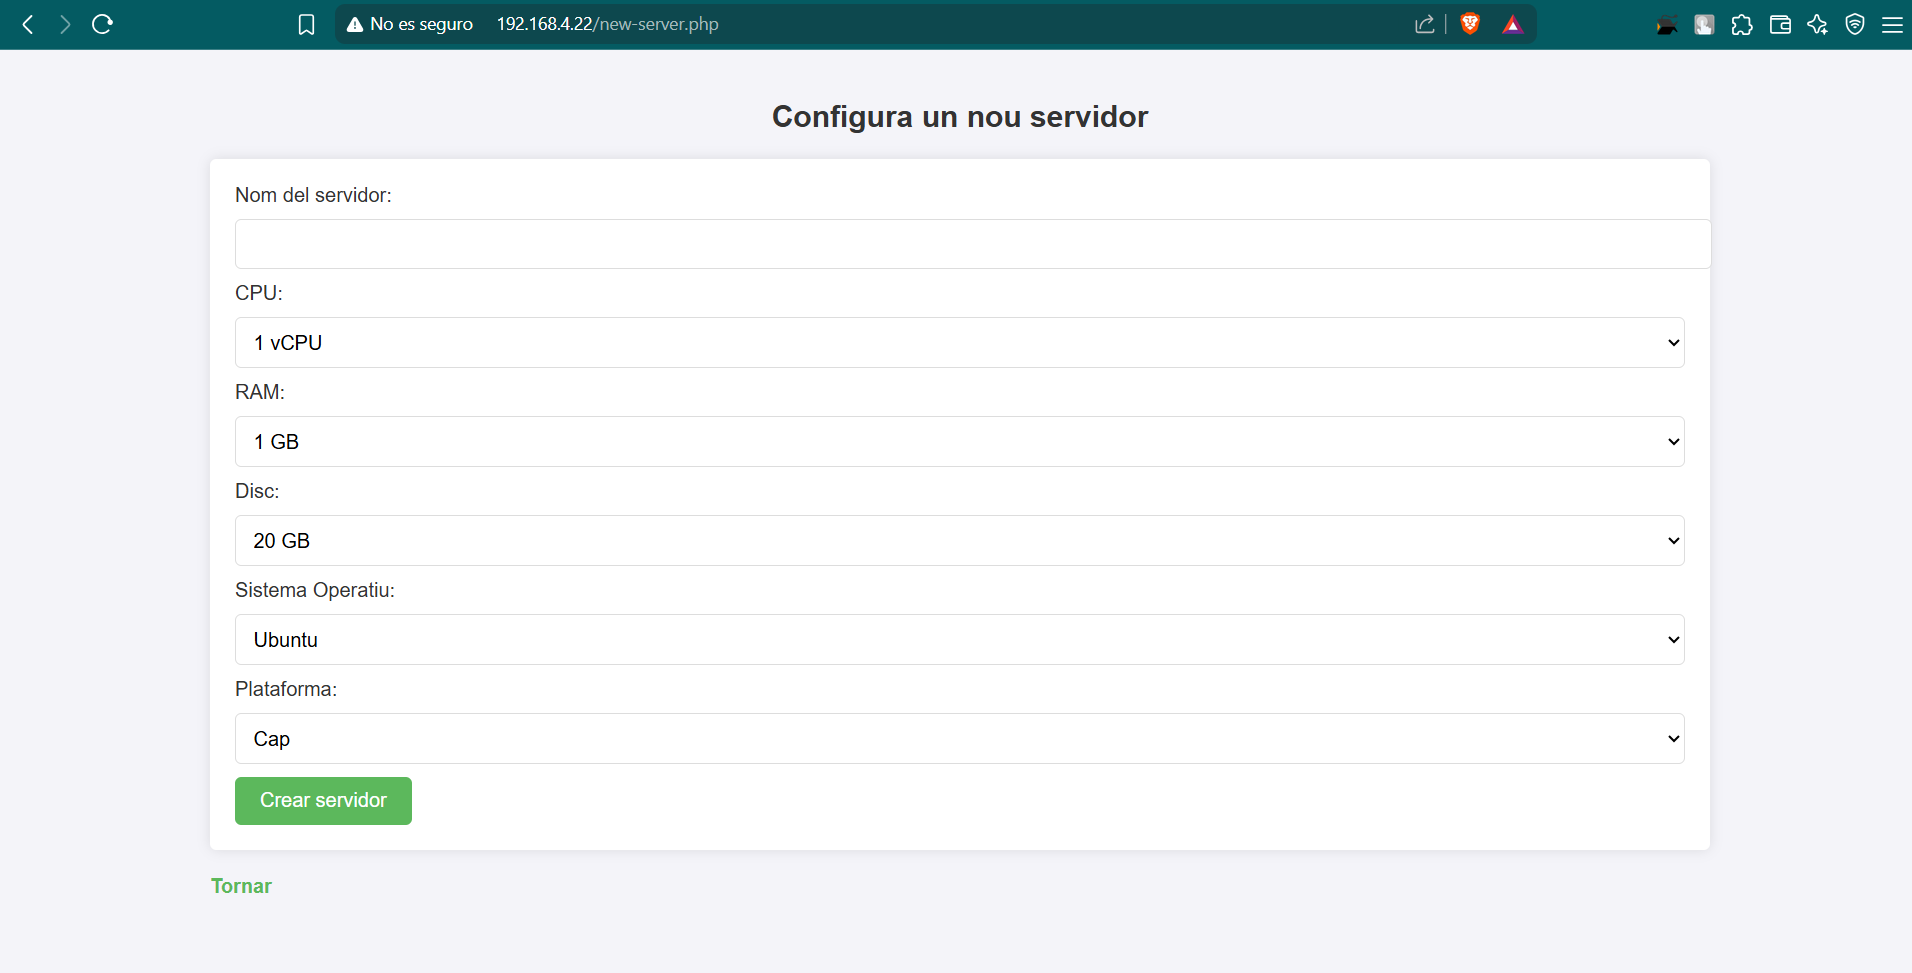 No es seguro 192.168.4.22/new-server.php
Configura un nou servidor
Nom del servidor:
CPU:
1 vCPU
RAM:
1 GB
Disc:
20 GB
Sistema Operatiu:
Ubuntu
Plataforma:
Cap
Crear servidor
Tornar